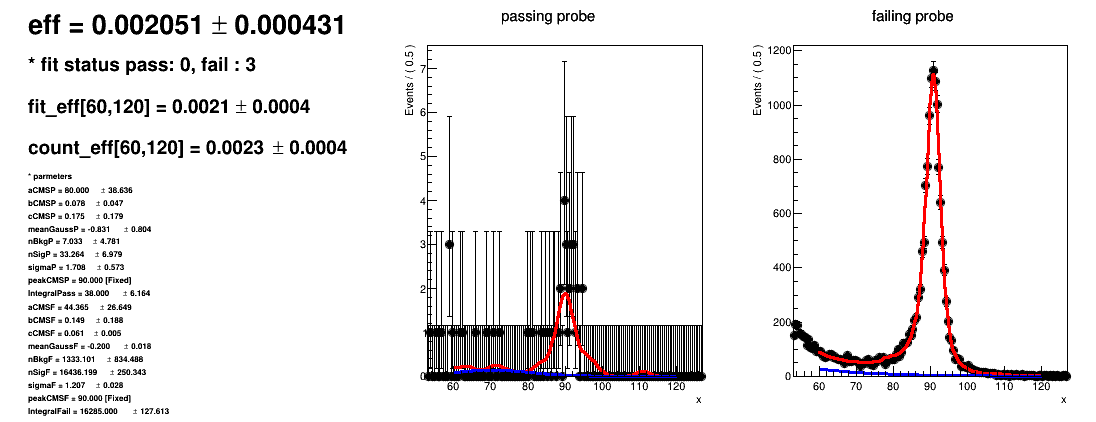 eff = 0.002051 ± 0.000431
* fit status pass: 0, fail : 3
fit_eff[60,120] = 0.0021 ± 0.0004
count_eff[60,120] = 0.0023 ± 0.0004
* parmeters
aCMSP = 80.000 ± 38.636
bCMSP = 0.078 ± 0.047
cCMSP = 0.175 ± 0.179
meanGaussP = -0.831 ± 0.804
nBkgP = 7.033 ± 4.781
nSigP = 33.264 ± 6.979
sigmaP = 1.708 ± 0.573
peakCMSP = 90.000 [Fixed]
IntegralPass = 38.000 ± 6.164
aCMSF = 44.365 ± 26.649
bCMSF = 0.149 ± 0.188
cCMSF = 0.061 ± 0.005
meanGaussF = -0.200 ± 0.018
nBkgF = 1333.101 ± 834.488
nSigF = 16436.199 ± 250.343
sigmaF = 1.207 ± 0.028
peakCMSF = 90.000 [Fixed]
IntegralFail = 16285.000 ± 127.613
passing probe
Events / ( 0.5 )
7
6
5
4
3
2
1
0
60 70 80 90 100 110 120
x
failing probe
Events / ( 0.5 )
1200
1000
800
600
400
200
0
60 70 80 90 100 110 120
x